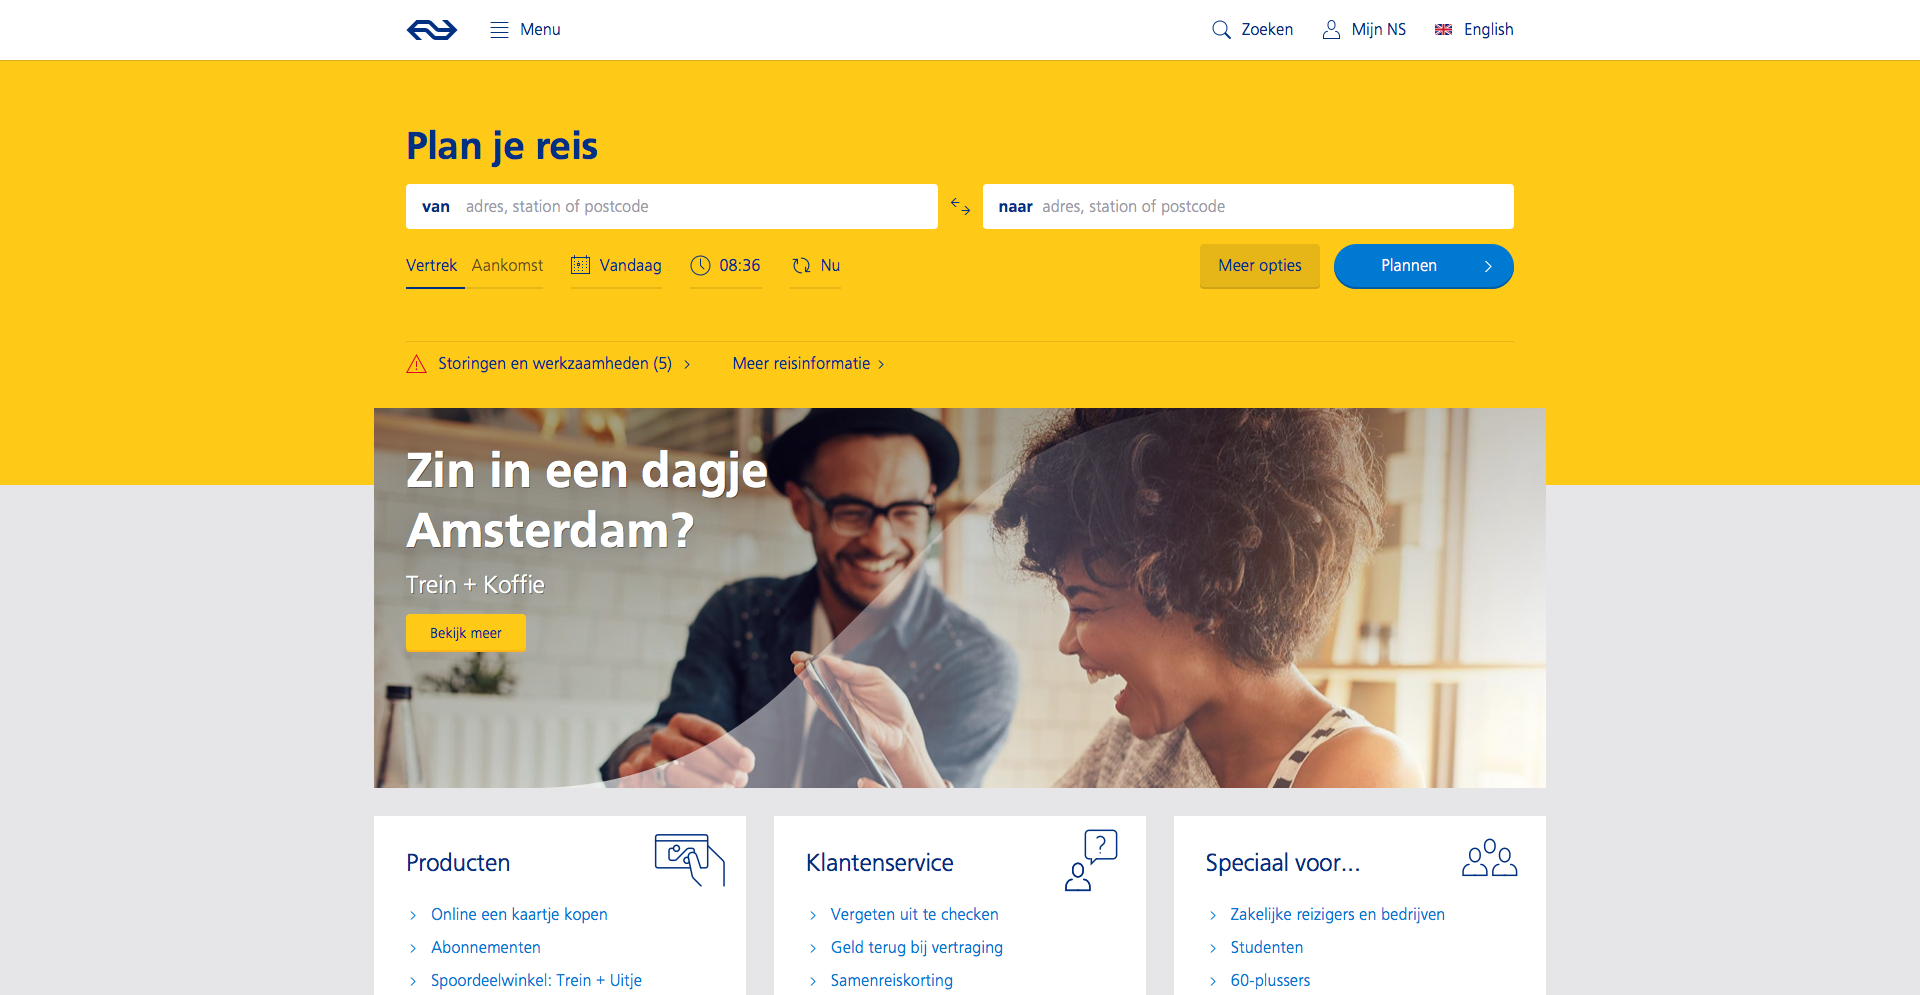 Menu
Zoeken
Mijn NS
English
Plan je reis
van adres, station of postcode
naar adres, station of postcode
Vertrek Aankomst Vandaag 08:36 Nu
Meer opties
Plannen
Storingen en werkzaamheden (5)
Meer reisinformatie
Zin in een dagje
Amsterdam?
Trein + Koffie
Bekijk meer
Producten
Online een kaartje kopen
Abonnementen
Spoordeelwinkel: Trein + Uitje
?
Klantenservice
Vergeten uit te checken
Geld terug bij vertraging
Samenreiskorting
Speciaal voor...
Zakelijke reizigers en bedrijven
Studenten
60-plussers